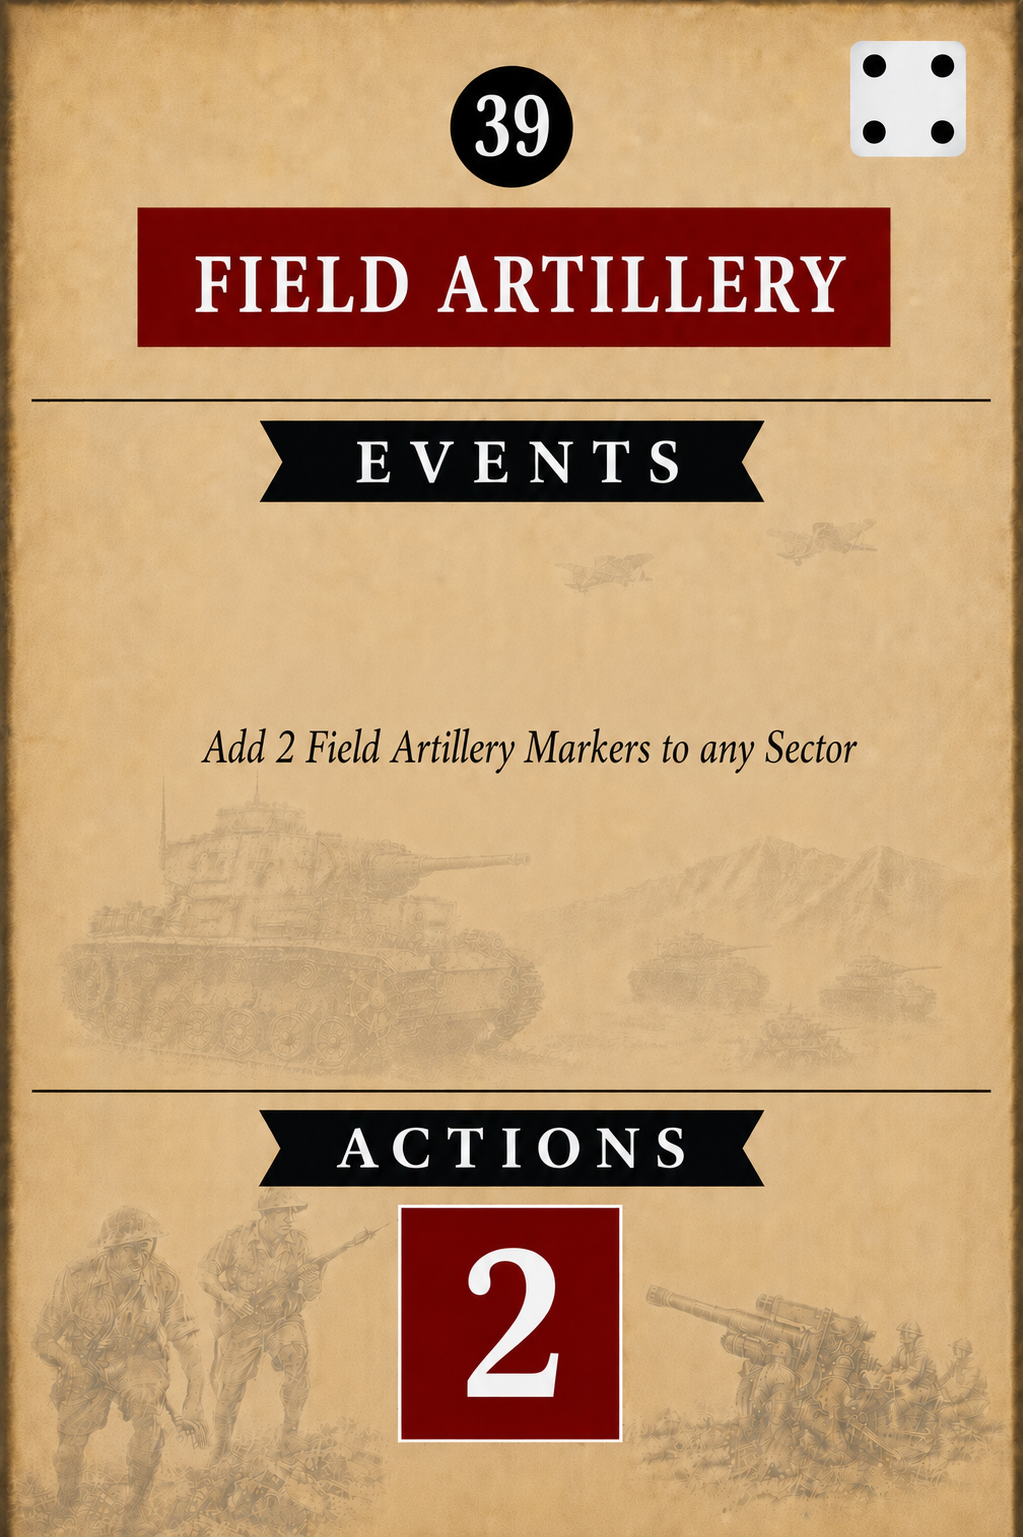 39
FIELD ARTILLERY
EVENTS
Add 2 Field Artillery Markers to any Sector
ACTIONS
2